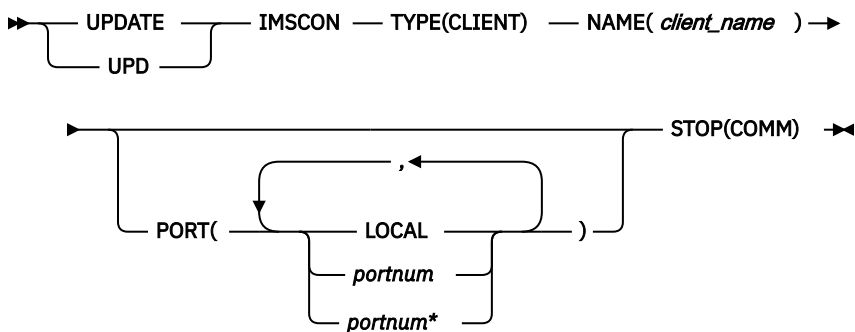 UPDATE IMSCON TYPE(CLIENT) NAME( client_name )
UPD
STOP(COMM)
,
PORT( LOCAL )
portnum
portnum*